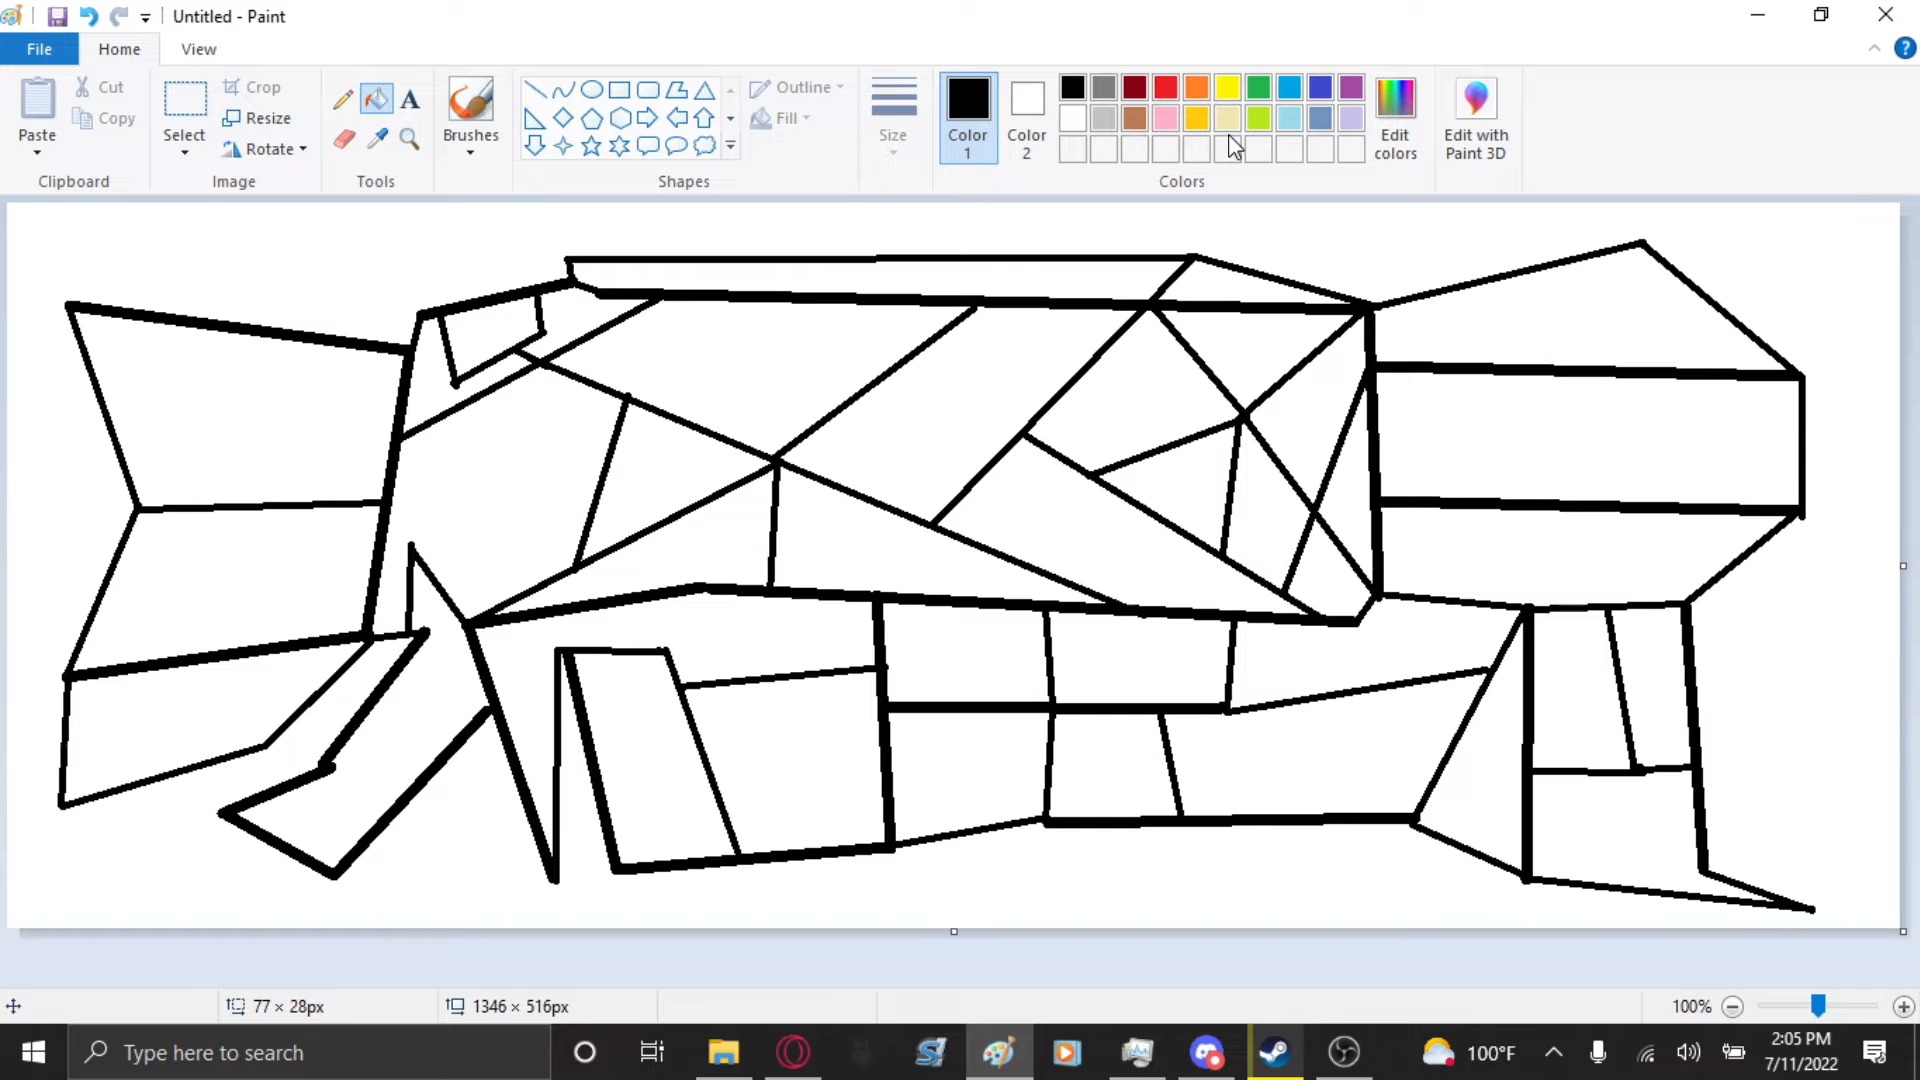 Untitled - Paint
File Home View
Paste
Cut
Copy
Clipboard
Select
Crop
Resize
Rotate
Image
A
Tools
Brushes
Outline
Fill
Shapes
Size
Color 1
Color 2
Edit colors
Colors
Edit with Paint 3D
77 × 28px
1346 × 516px
100%
Type here to search
100°F
2:05 PM
7/11/2022